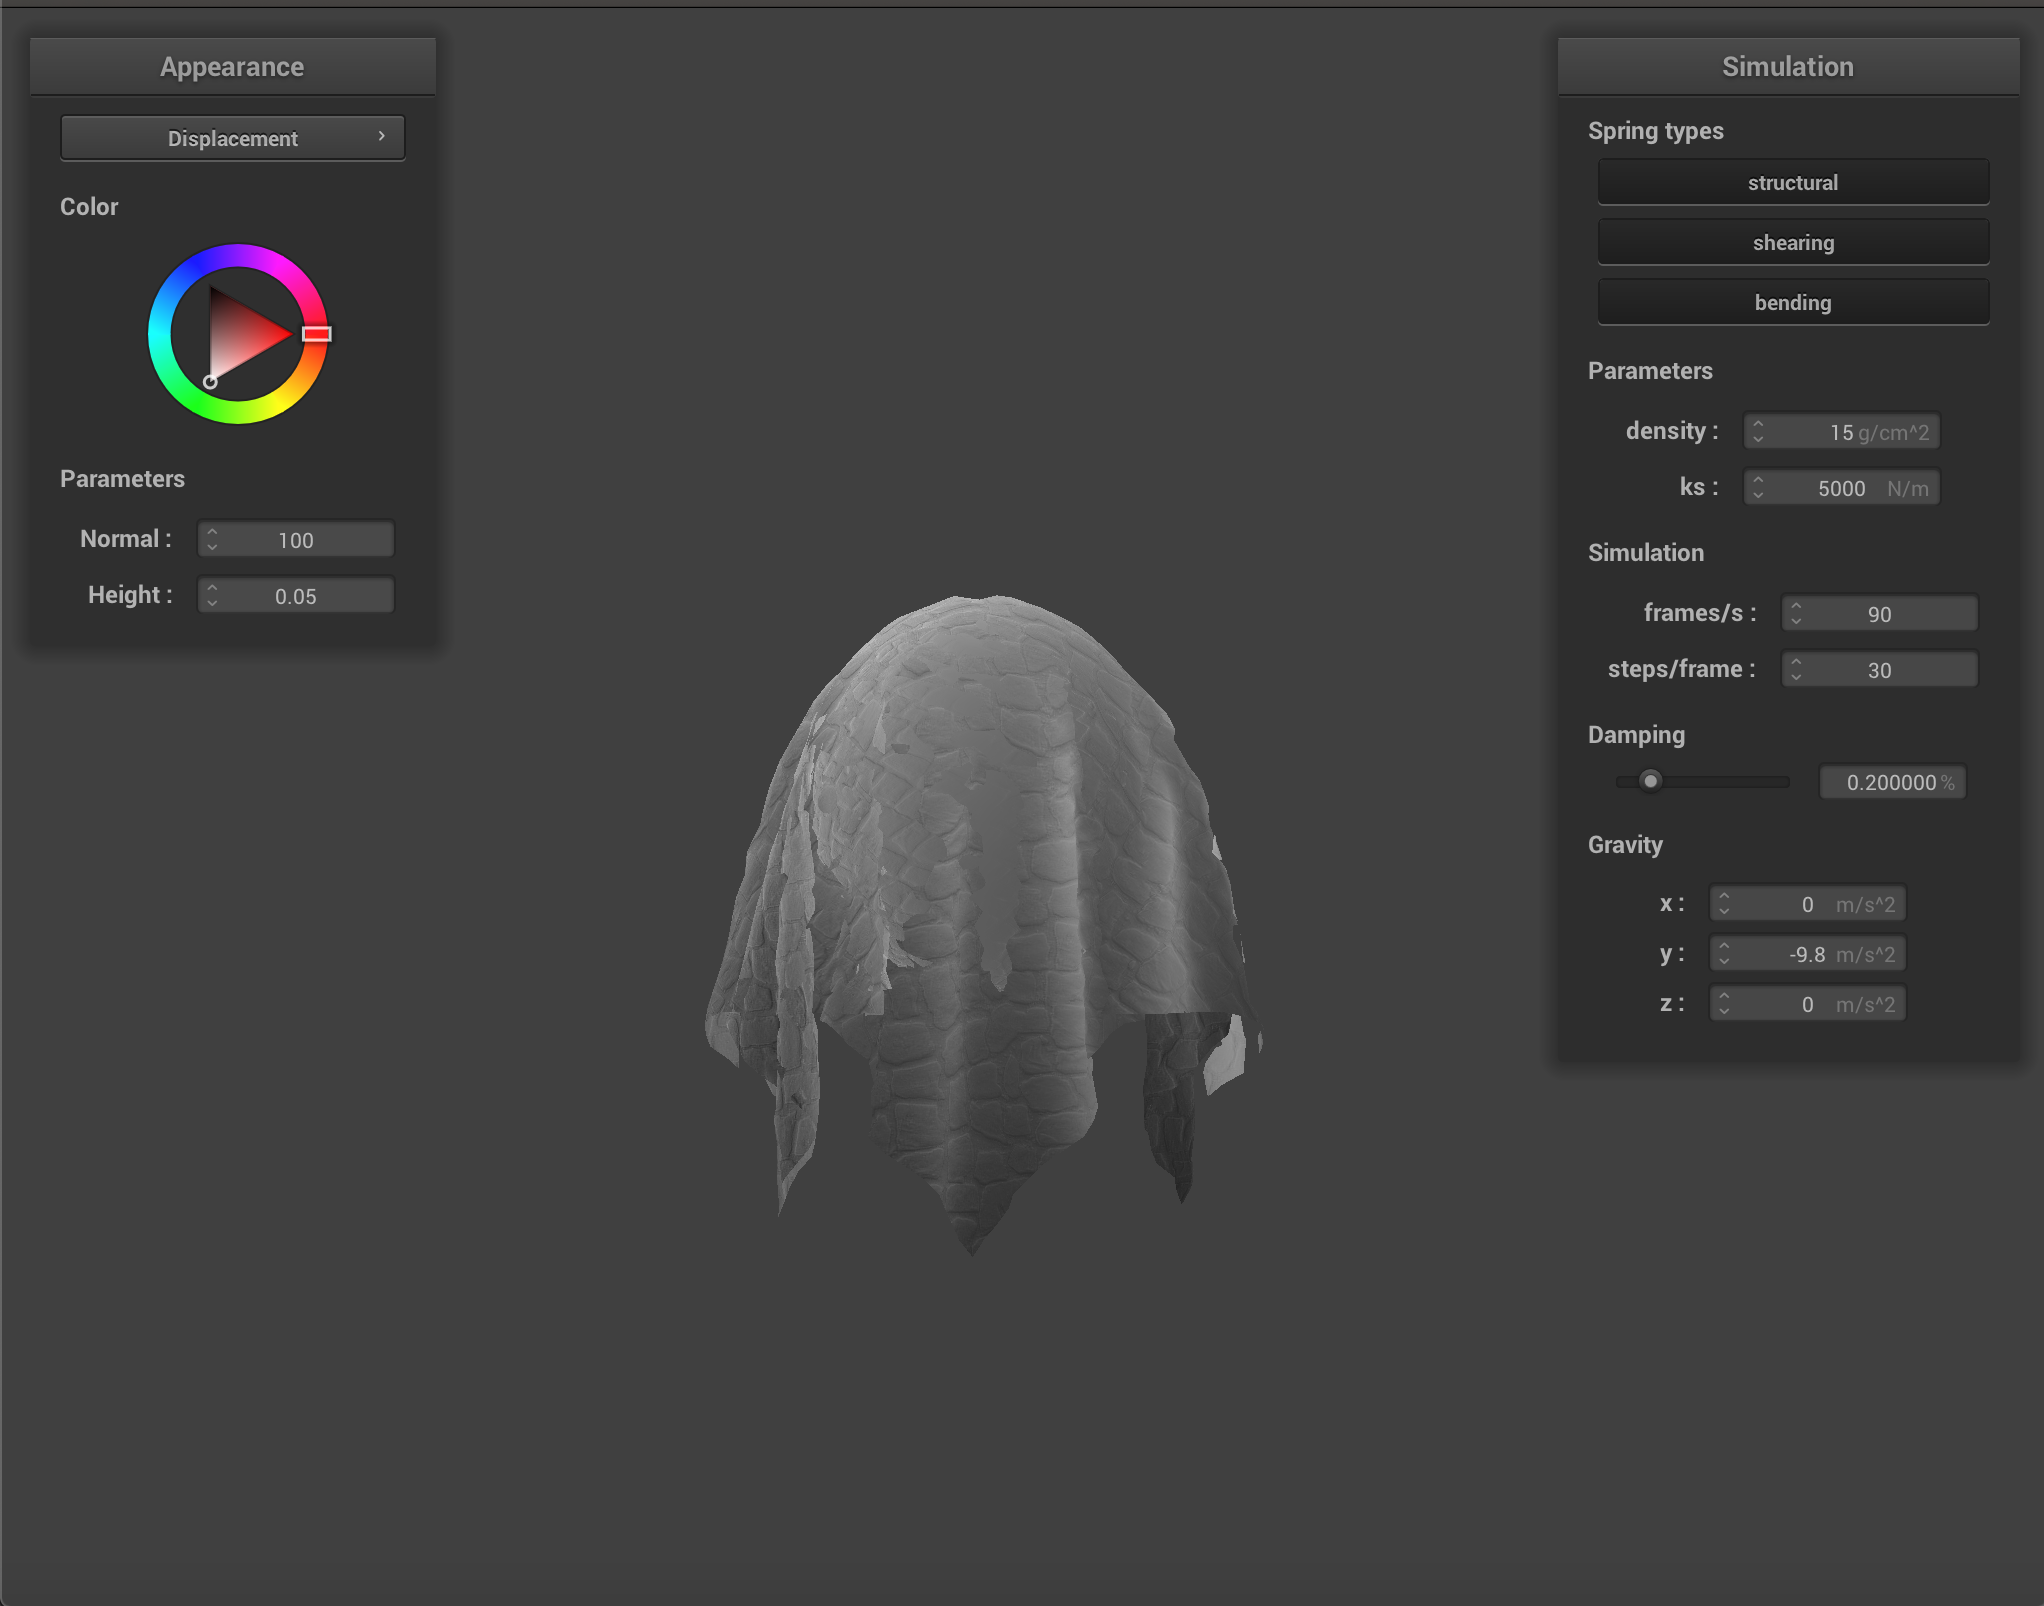 Appearance
Displacement
Color
Parameters
Normal : 100
Height : 0.05
Simulation
Spring types
structural
shearing
bending
Parameters
density : 15 g/cm^2
ks : 5000 N/m
Simulation
frames/s : 90
steps/frame : 30
Damping
0.200000 %
Gravity
x : 0 m/s^2
y : -9.8 m/s^2
z : 0 m/s^2